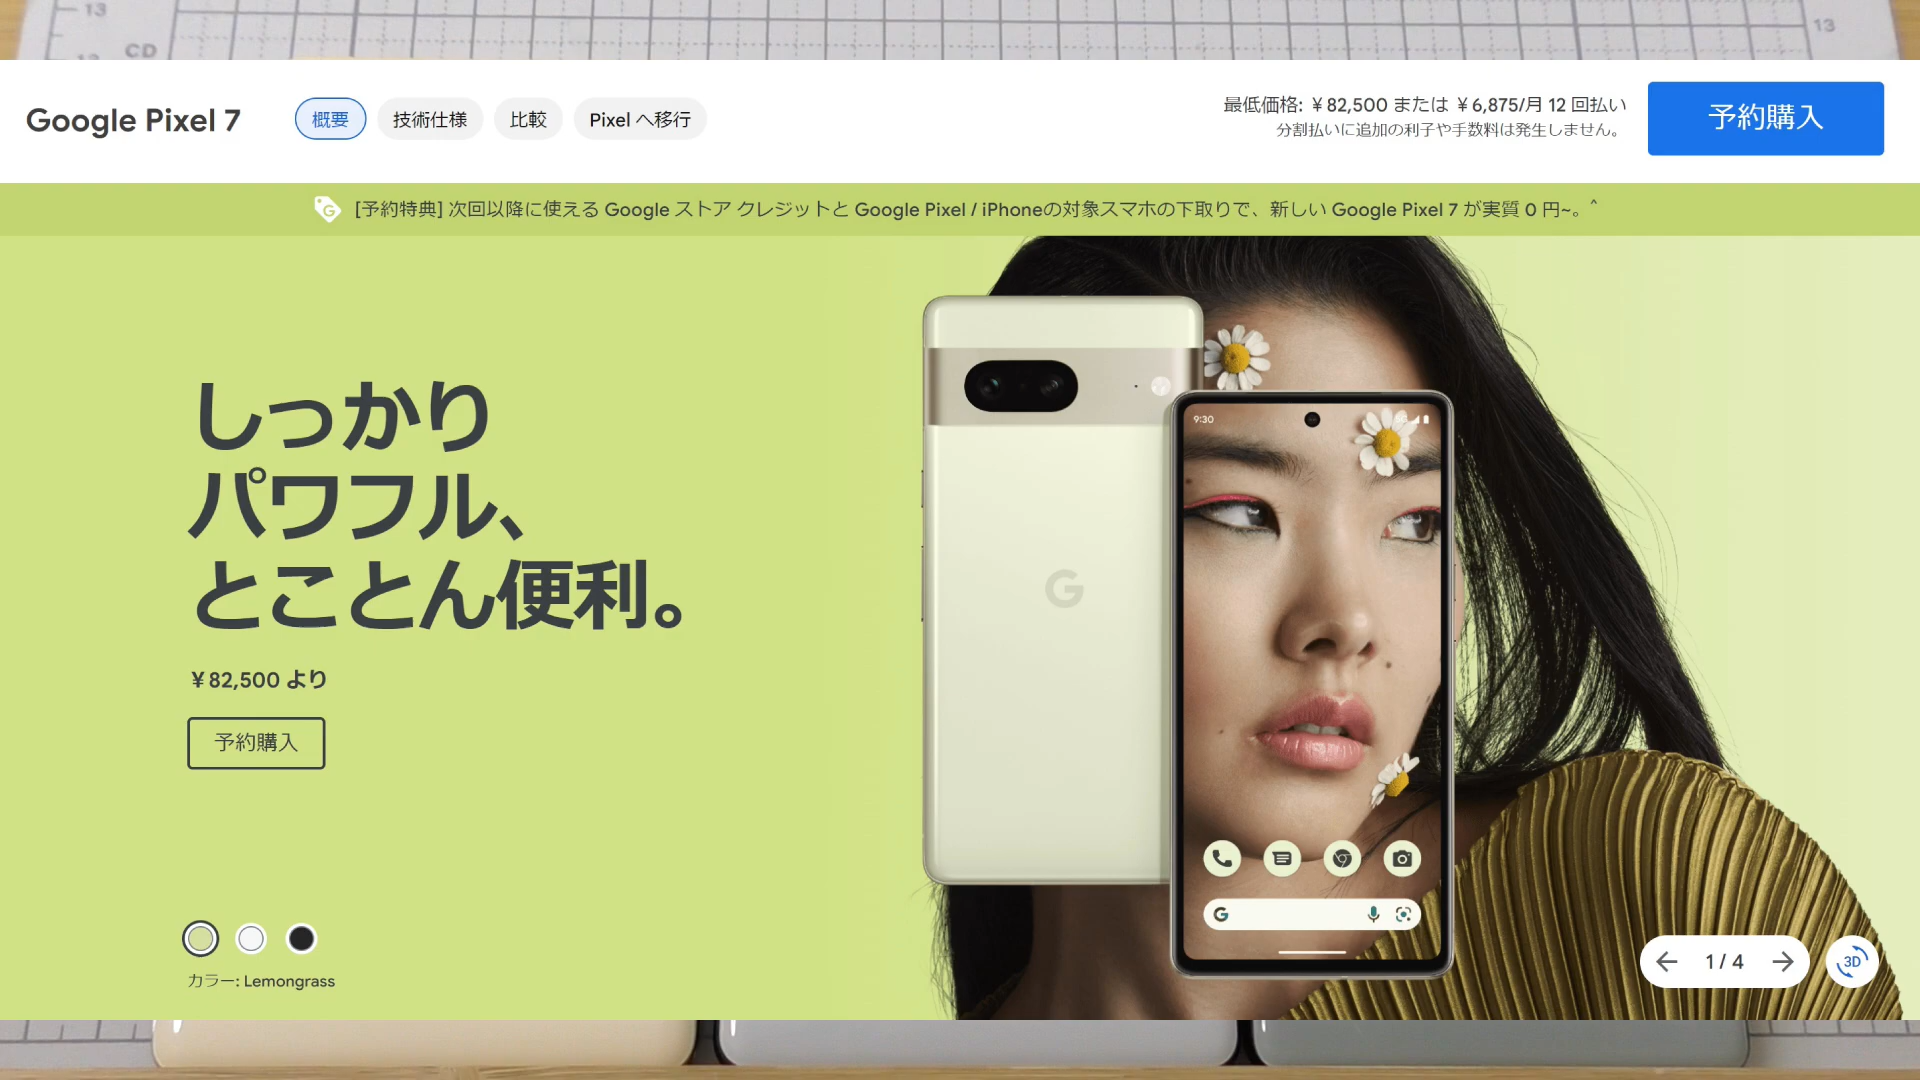 13
13
CD
Google Pixel 7
概要
技術仕様
比較
Pixel へ移行
最低価格: ￥82,500 または ￥6,875/月 12 回払い
分割払いに追加の利子や手数料は発生しません。
予約購入
[予約特典] 次回以降に使える Google ストア クレジットと Google Pixel / iPhoneの対象スマホの下取りで、新しい Google Pixel 7 が実質 0 円~。^
しっかり
パワフル、
とことん便利。
￥82,500 より
予約購入
9:30
G
カラー: Lemongrass
1 / 4
3D